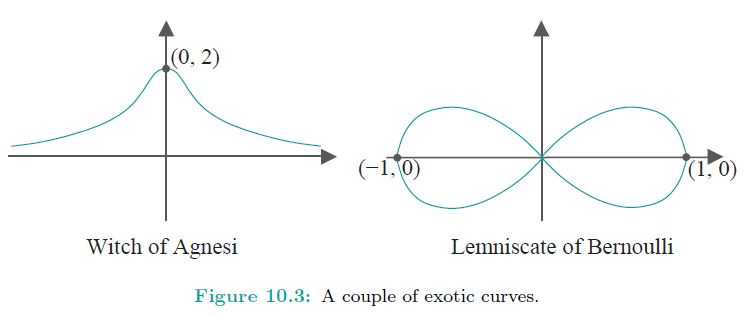 (0, 2)
(−1, 0)
(1, 0)
Witch of Agnesi
Lemniscate of Bernoulli
Figure 10.3: A couple of exotic curves.